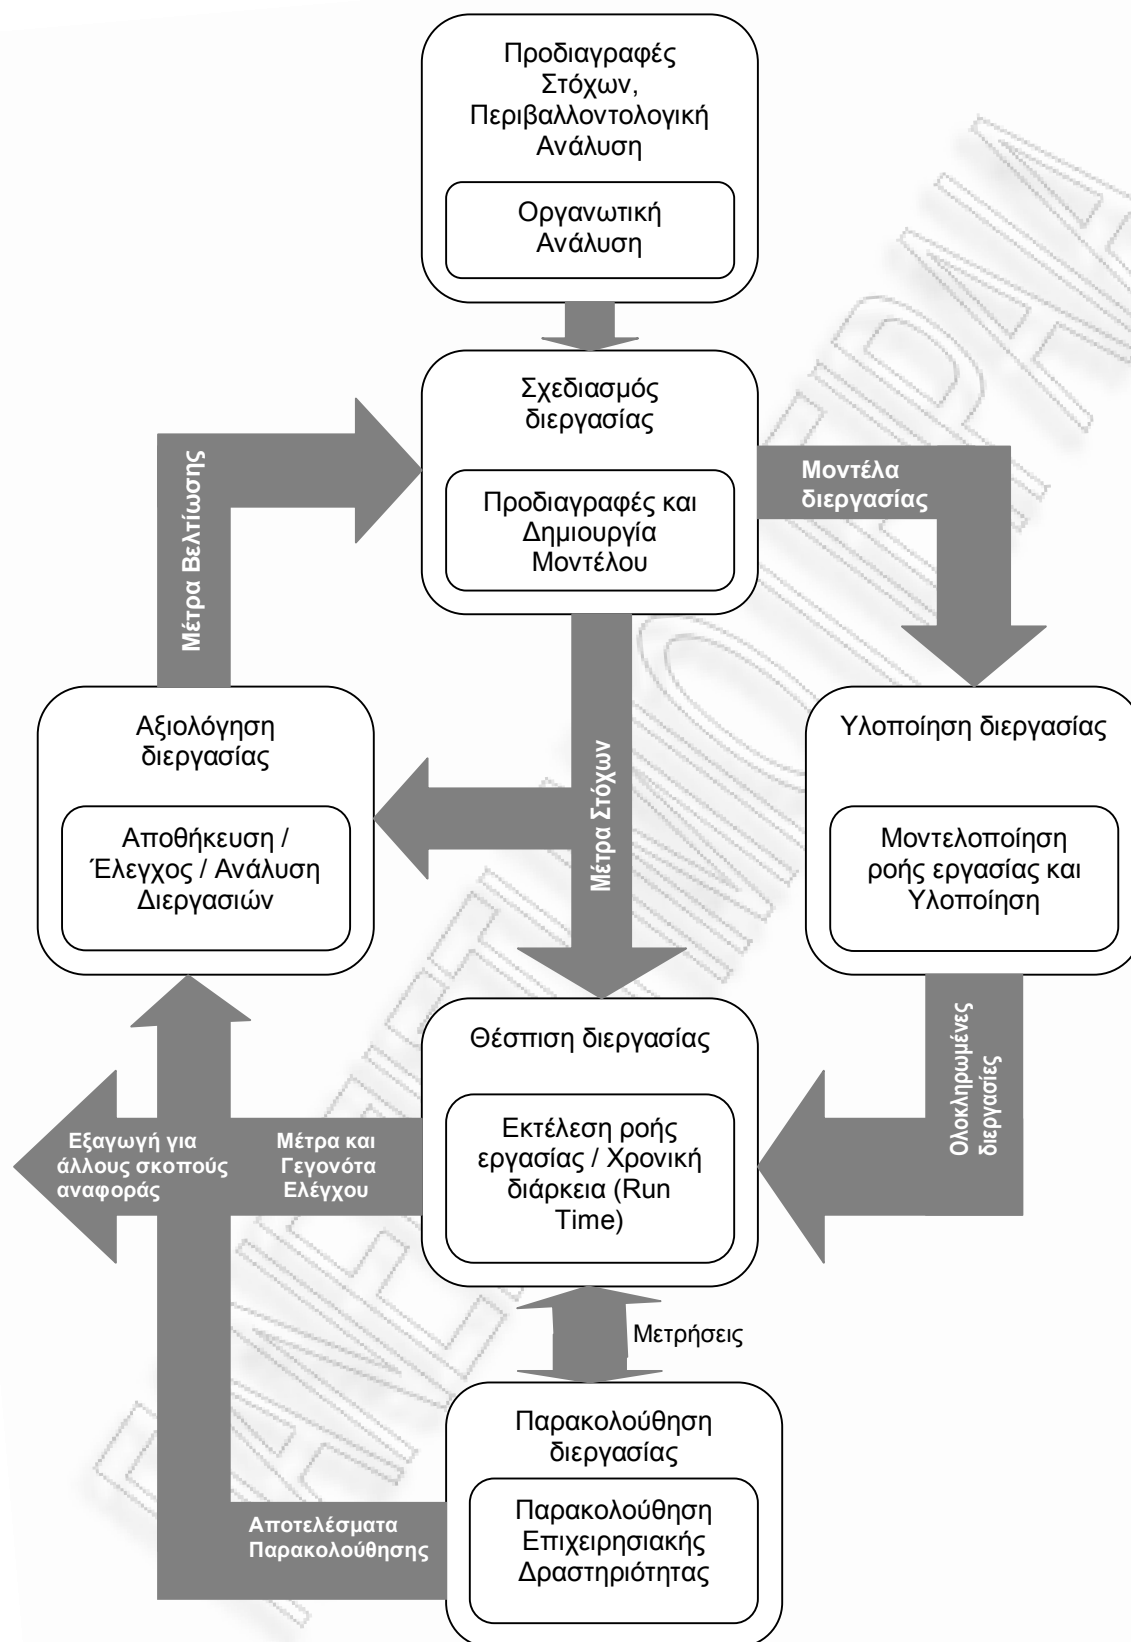 Προδιαγραφές
Στόχων,
Περιβαλλοντολογική
Ανάλυση
Οργανωτική
Ανάλυση
Σχεδιασμός
διεργασίας
Προδιαγραφές και
Δημιουργία
Μοντέλου
Μοντέλα
διεργασίας
Μέτρα Βελτίωσης
Μέτρα Στόχων
Αξιολόγηση
διεργασίας
Αποθήκευση /
Έλεγχος / Ανάλυση
Διεργασιών
Υλοποίηση διεργασίας
Μοντελοποίηση
ροής εργασίας και
Υλοποίηση
Ολοκληρωμένες
διεργασίες
Θέσπιση διεργασίας
Εκτέλεση ροής
εργασίας / Χρονική
διάρκεια (Run
Time)
Μέτρα και
Γεγονότα
Ελέγχου
Εξαγωγή για
άλλους σκοπούς
αναφοράς
Μετρήσεις
Παρακολούθηση
διεργασίας
Παρακολούθηση
Επιχειρησιακής
Δραστηριότητας
Αποτελέσματα
Παρακολούθησης